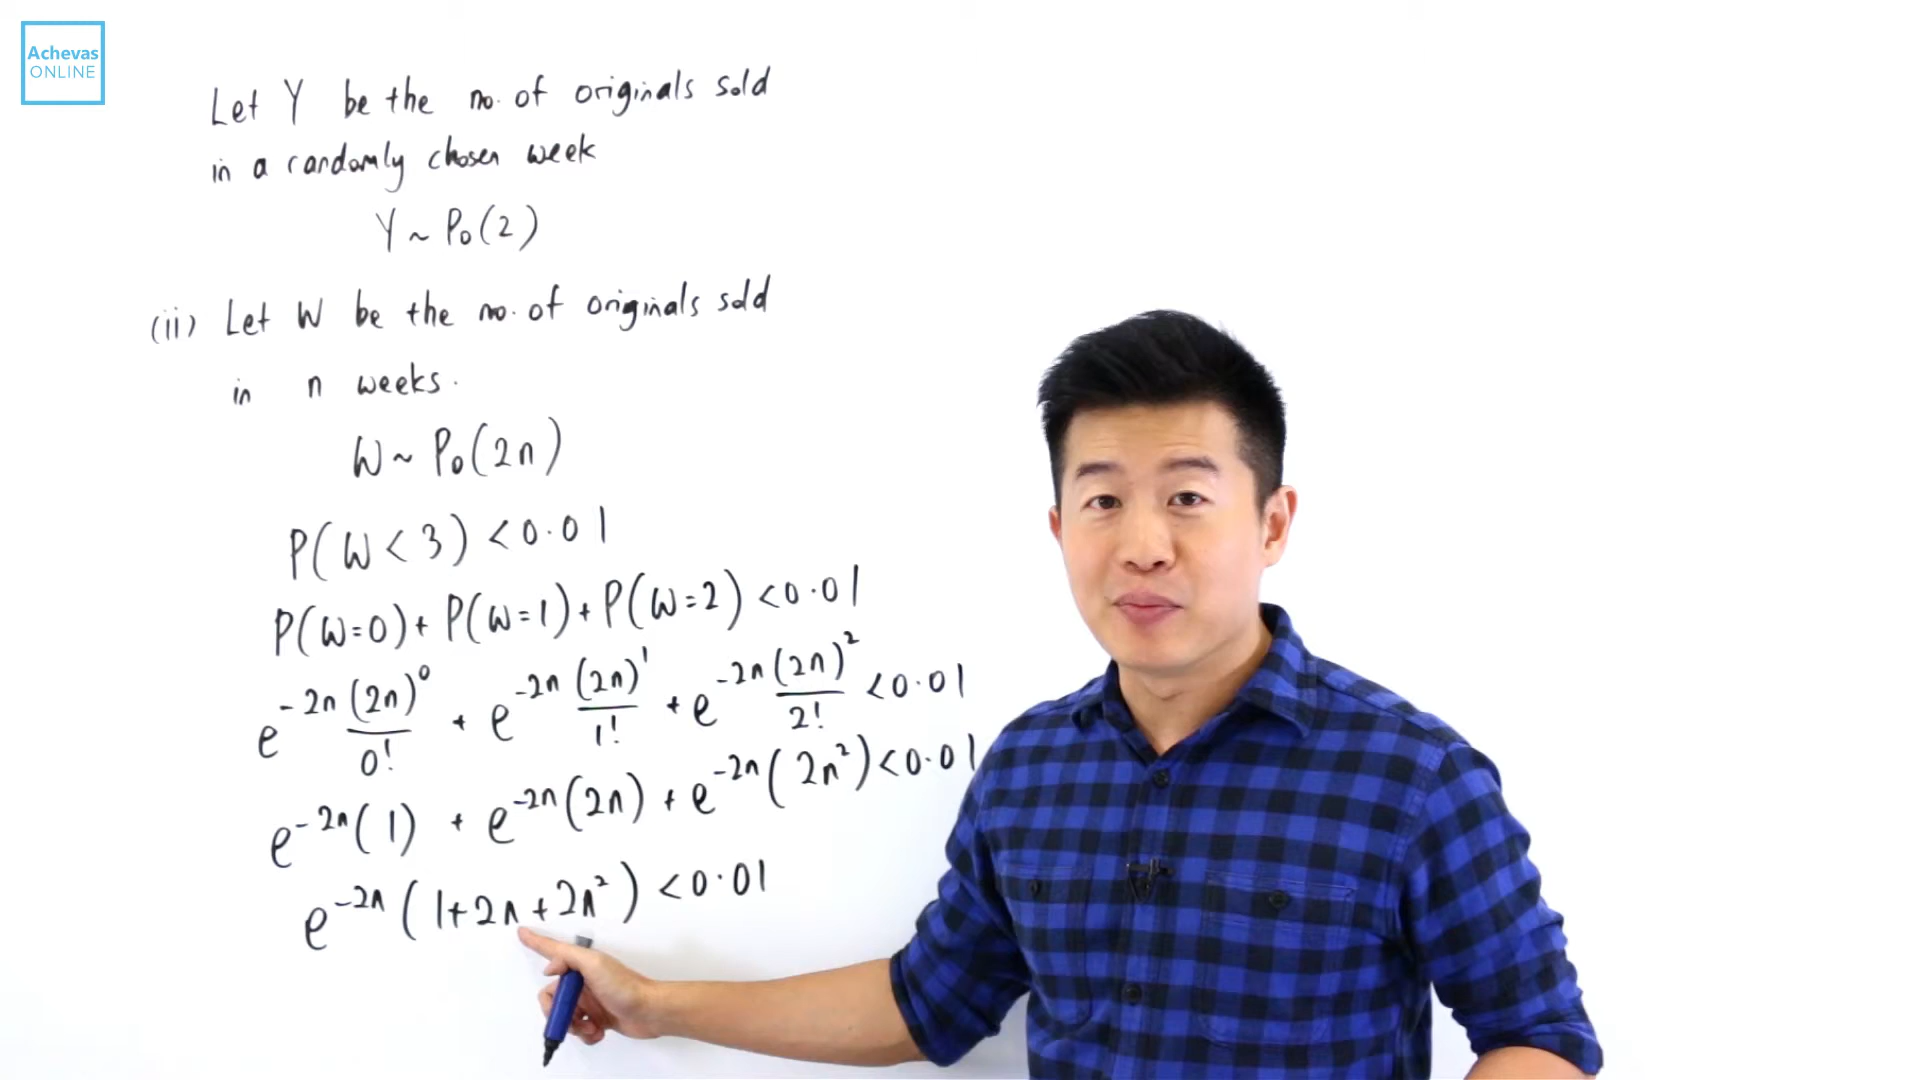 Achevas
ONLINE
Let Y be the no. of originals sold
in a randomly chosen week
Y ~ Po(2)
(ii) Let W be the no. of originals sold
in n weeks.
W ~ Po(2n)
P(W < 3) < 0.01
P(W=0) + P(W=1) + P(W=2) < 0.01
e^{-2n} \frac{(2n)^0}{0!} + e^{-2n} \frac{(2n)^1}{1!} + e^{-2n} \frac{(2n)^2}{2!} < 0.01
e^{-2n}(1) + e^{-2n}(2n) + e^{-2n}(2n^2) < 0.01
e^{-2n}(1+2n+2n^2) < 0.01